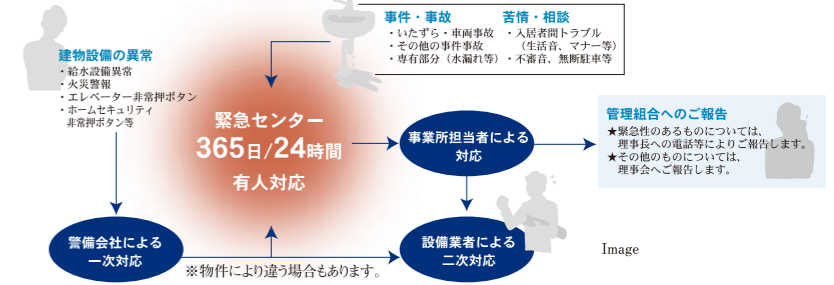 事件・事故
・いたずら・車両事故
・その他の事件事故
・専有部分（水漏れ等）
苦情・相談
・入居者間トラブル
（生活音、マナー等）
・不審音、無断駐車等
建物設備の異常
・給水設備異常
・火災警報
・エレベーター非常押ボタン
・ホームセキュリティ
非常押ボタン等
緊急センター
365日/24時間
有人対応
事業所担当者による
対応
管理組合へのご報告
★緊急性のあるものについては、
理事長への電話等によりご報告します。
★その他のものについては、
理事会へご報告します。
警備会社による
一次対応
設備業者による
二次対応
※物件により違う場合もあります。
Image